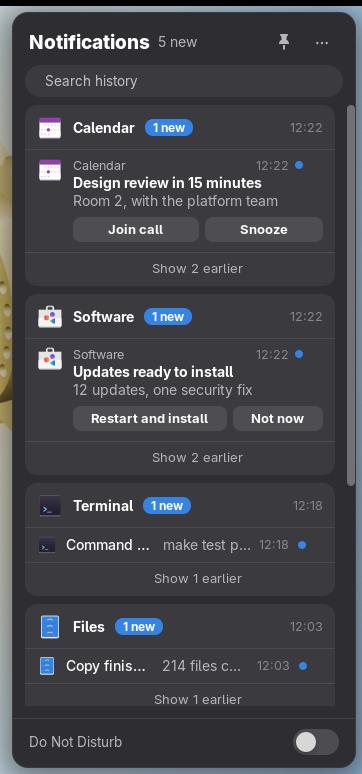 Notifications 5 new
Search history
Calendar 1 new 12:22
Calendar 12:22
Design review in 15 minutes
Room 2, with the platform team
Join call Snooze
Show 2 earlier
Software 1 new 12:22
Software 12:22
Updates ready to install
12 updates, one security fix
Restart and install Not now
Show 2 earlier
Terminal 1 new 12:18
Command ... make test p... 12:18
Show 1 earlier
Files 1 new 12:03
Copy finis... 214 files c... 12:03
Show 1 earlier
Do Not Disturb